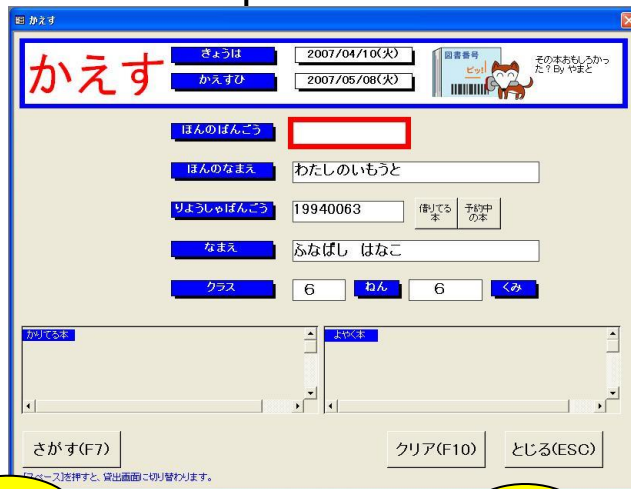 かえす
かえす
きょうは
2007/04/10(火)
かえすひ
2007/05/08(火)
図書番号
ピッ!
その本おもしろかっ
た？By やまと
ほんのばんごう
ほんのなまえ
わたしのいもうと
りようしゃばんごう
19940063
借りてる
本
予約中
の本
なまえ
ふなばし はなこ
クラス
6
ねん
6
くみ
かりてる本
よやく本
さがす(F7)
クリア(F10)
とじる(ESC)
[スペース]を押すと、貸出画面に切り替わります。